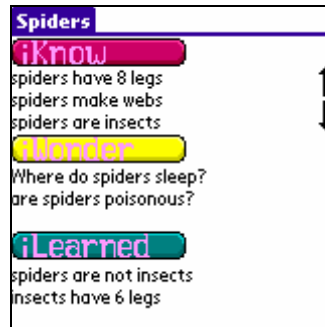 Spiders
iKnow
spiders have 8 legs
spiders make webs
spiders are insects
iWonder
Where do spiders sleep?
are spiders poisonous?
iLearned
spiders are not insects
insects have 6 legs